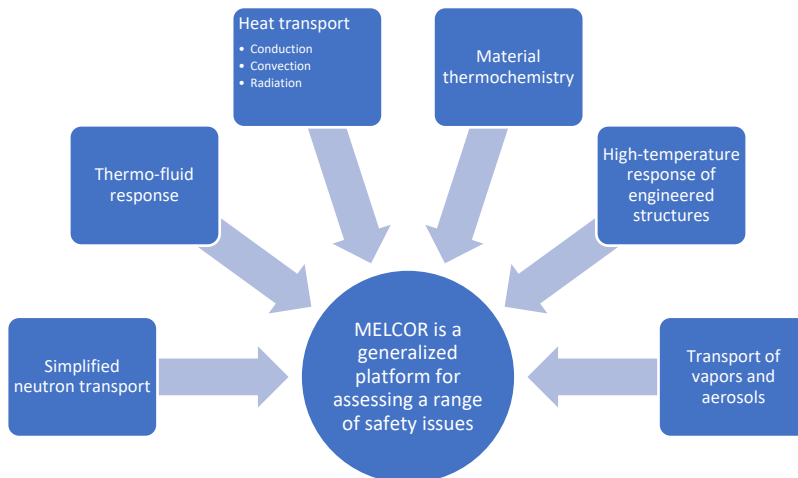 Heat transport
• Conduction
• Convection
• Radiation
Material
thermochemistry
Thermo-fluid
response
High-temperature
response of
engineered
structures
Simplified
neutron transport
MELCOR is a
generalized
platform for
assessing a range
of safety issues
Transport of
vapors and
aerosols